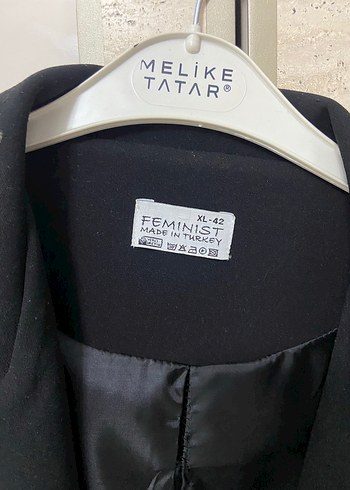 MELİKE
TATAR®
XL-42
FEMINIST
MADE IN TURKEY